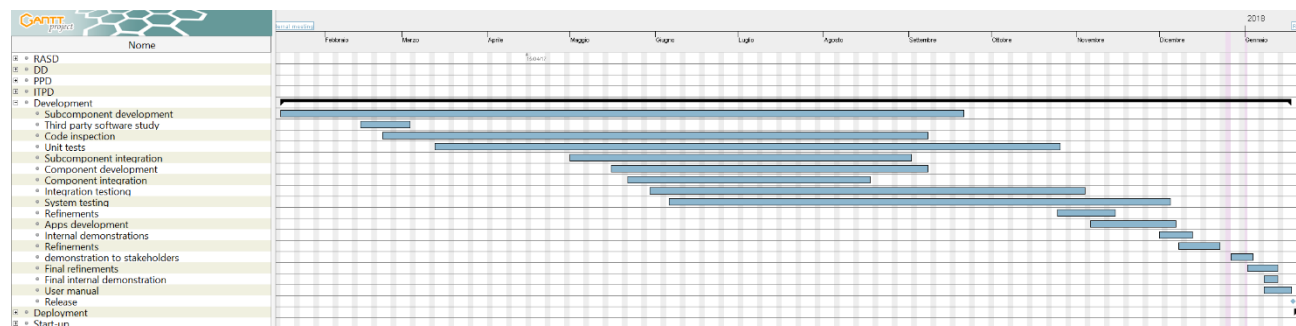 GANTT
project
Nome
2018
Febbraio Marzo Aprile Maggio Giugno Luglio Agosto Settembre Ottobre Novembre Dicembre Gennaio
RASD
DD
PPD
ITPD
Development
Subcomponent development
Third party software study
Code inspection
Unit tests
Subcomponent integration
Component development
Component integration
Integration testiong
System testing
Refinements
Apps development
Internal demonstrations
Refinements
demonstration to stakeholders
Final refinements
Final internal demonstration
User manual
Release
Deployment
Start-up